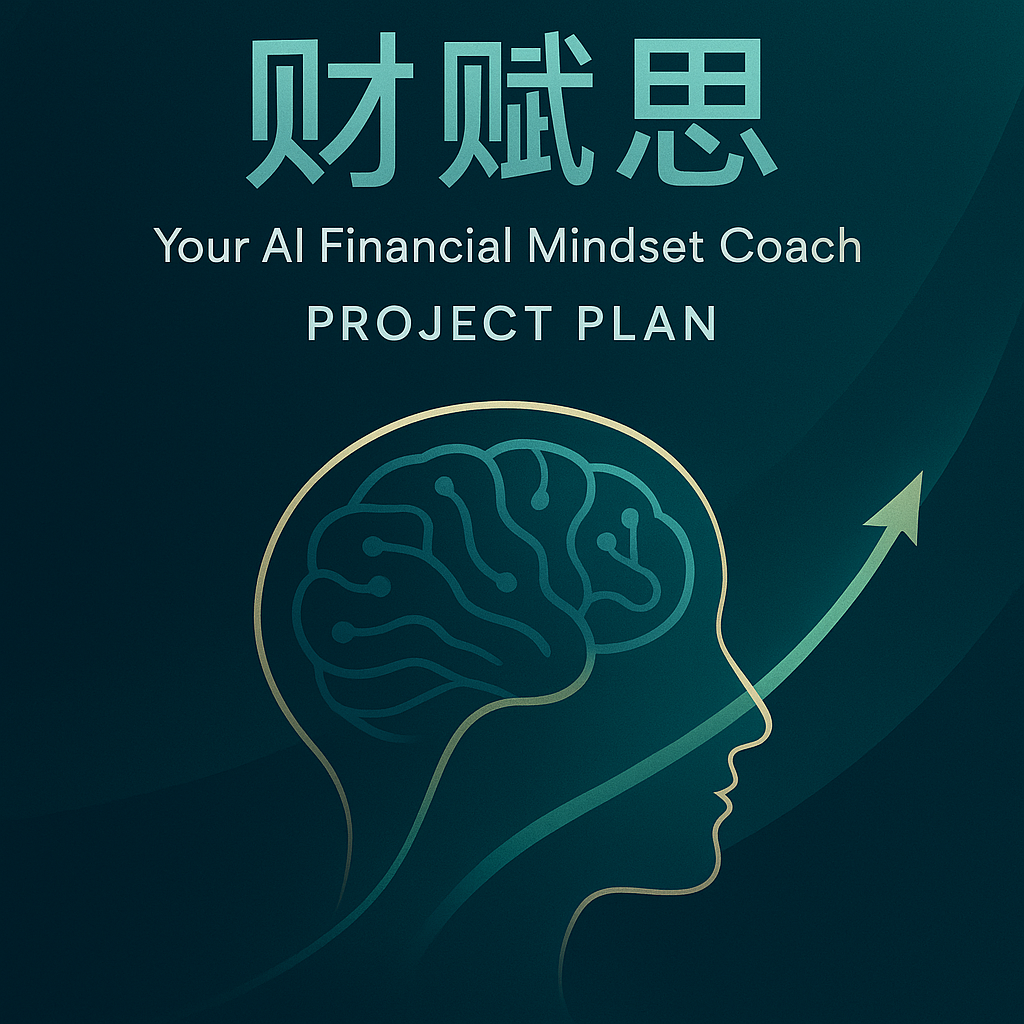 财赋思
Your AI Financial Mindset Coach
PROJECT PLAN